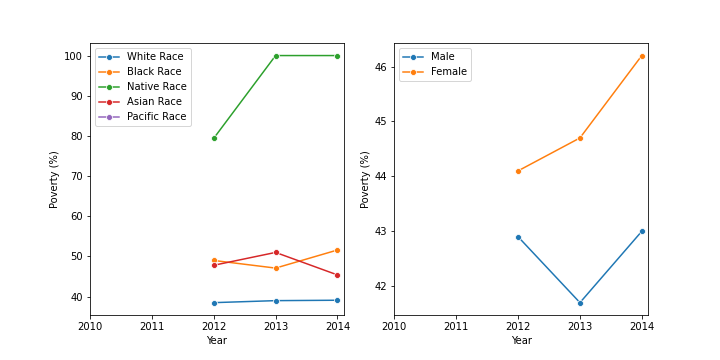 White Race
Black Race
Native Race
Asian Race
Pacific Race
100
90
80
70
60
50
40
Poverty (%)
2010 2011 2012 2013 2014
Year
Male
Female
46
45
44
43
42
Poverty (%)
2010 2011 2012 2013 2014
Year